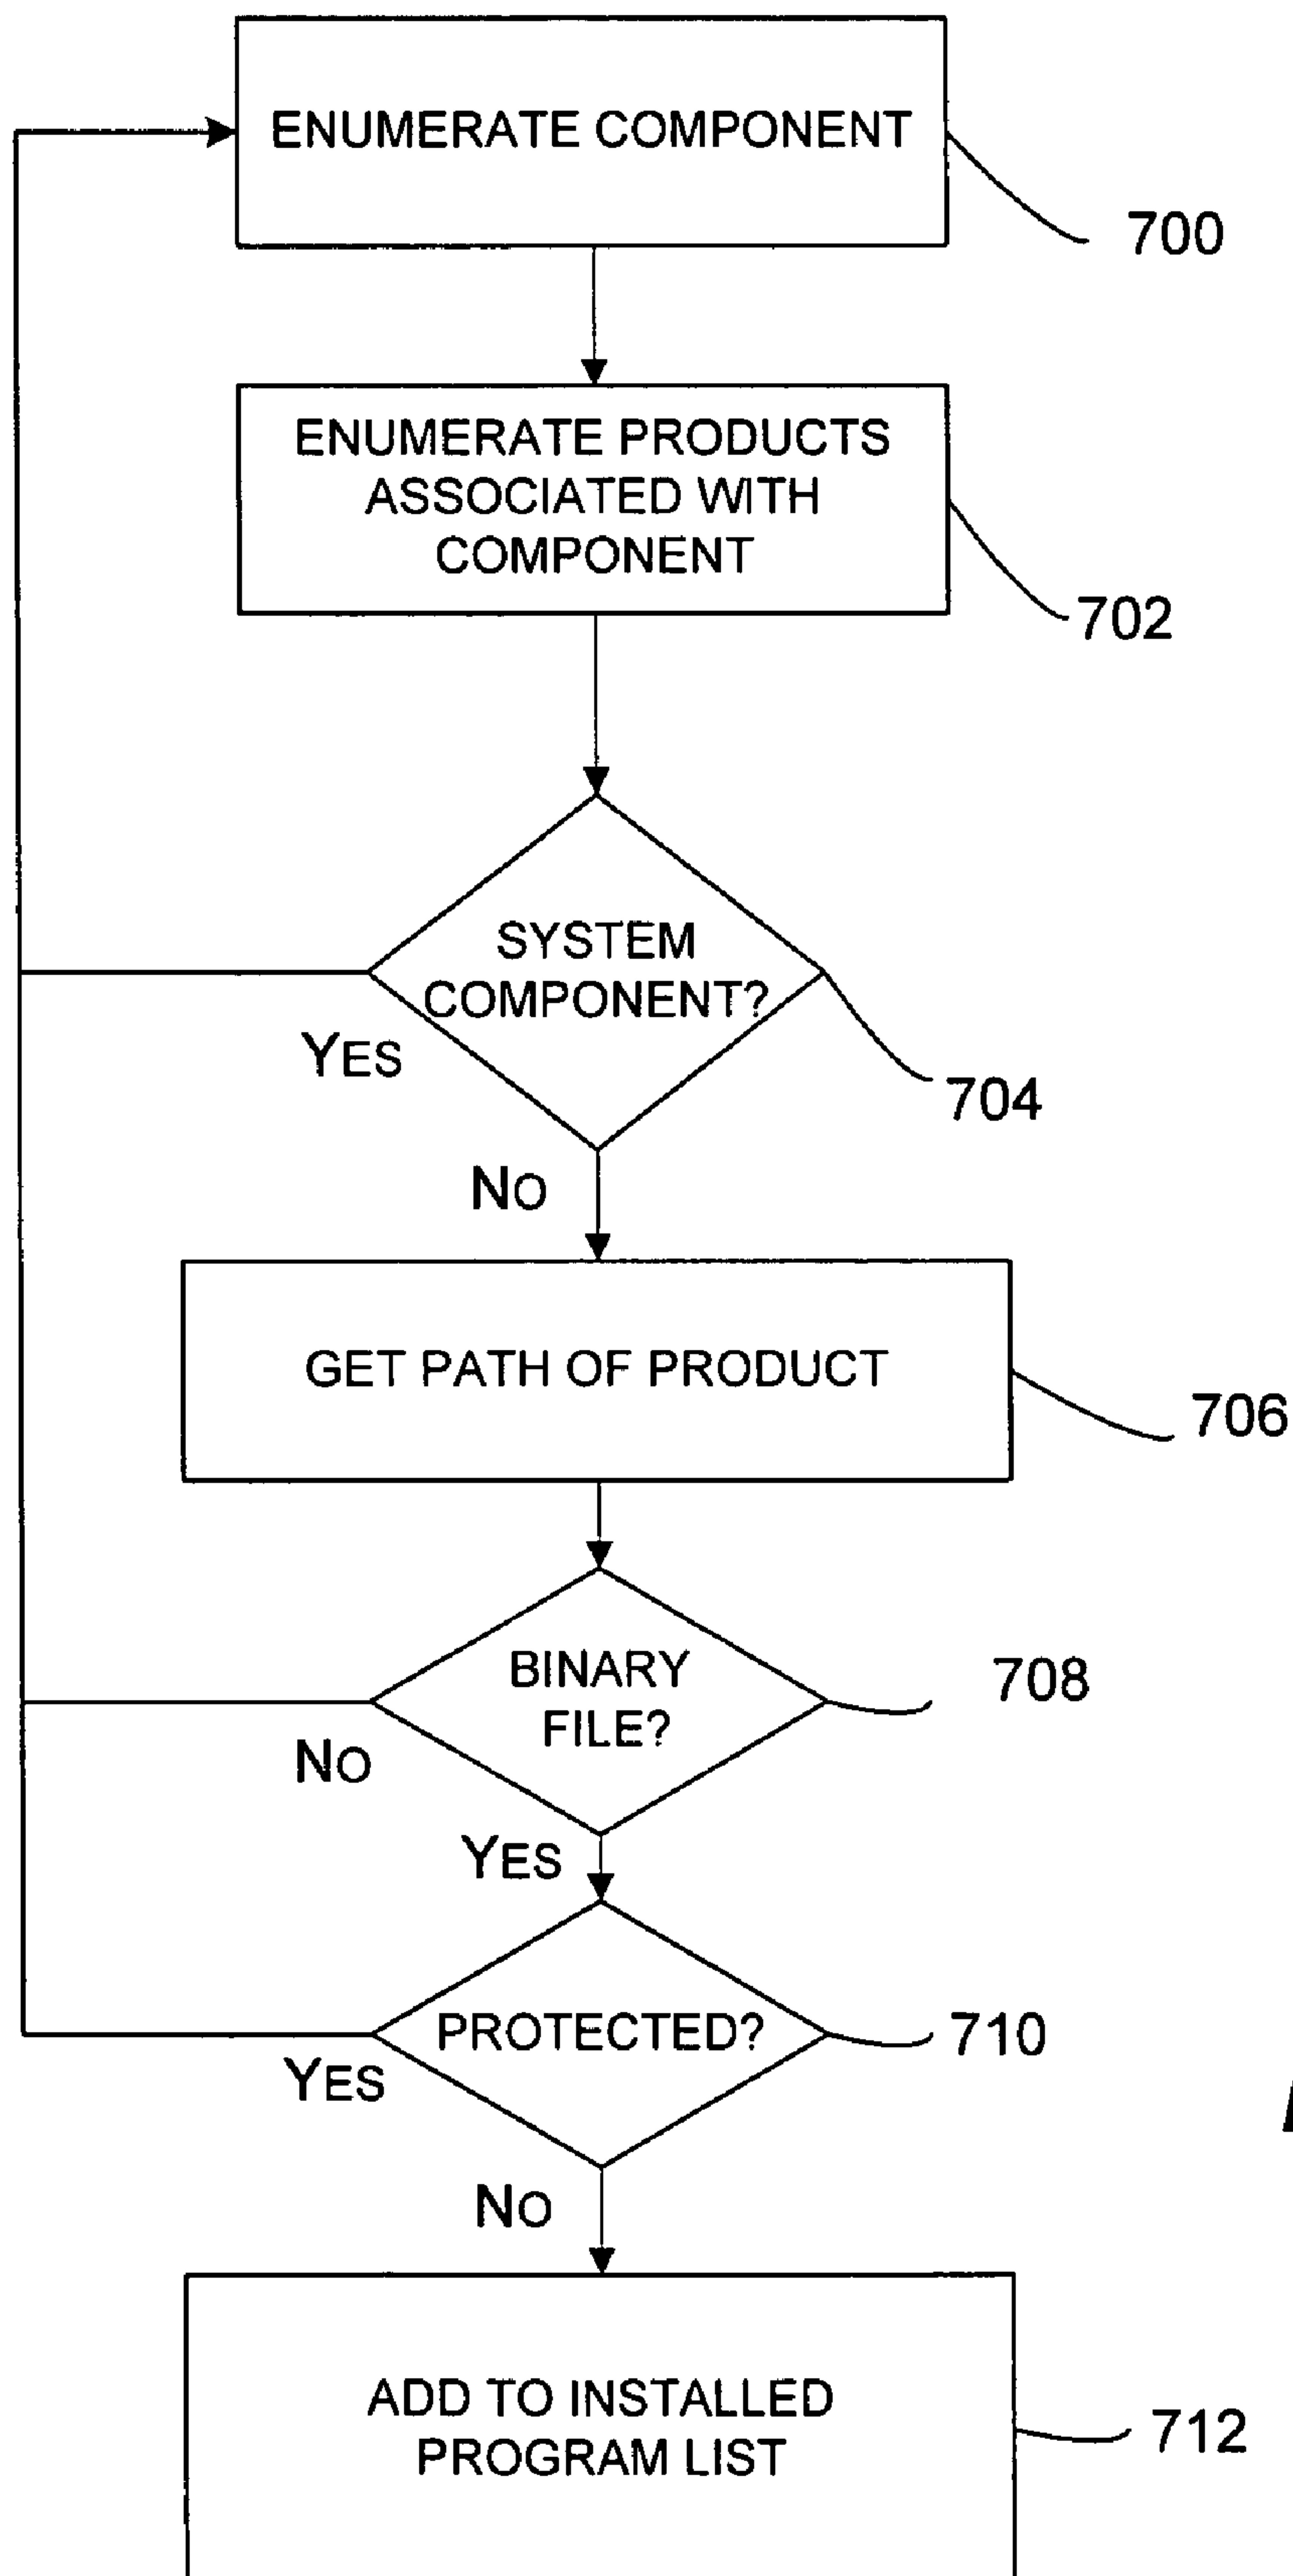 ENUMERATE COMPONENT
700
ENUMERATE PRODUCTS
ASSOCIATED WITH
COMPONENT
702
SYSTEM
COMPONENT?
YES
704
NO
GET PATH OF PRODUCT
706
BINARY
FILE?
708
NO
YES
PROTECTED?
710
YES
NO
ADD TO INSTALLED
PROGRAM LIST
712